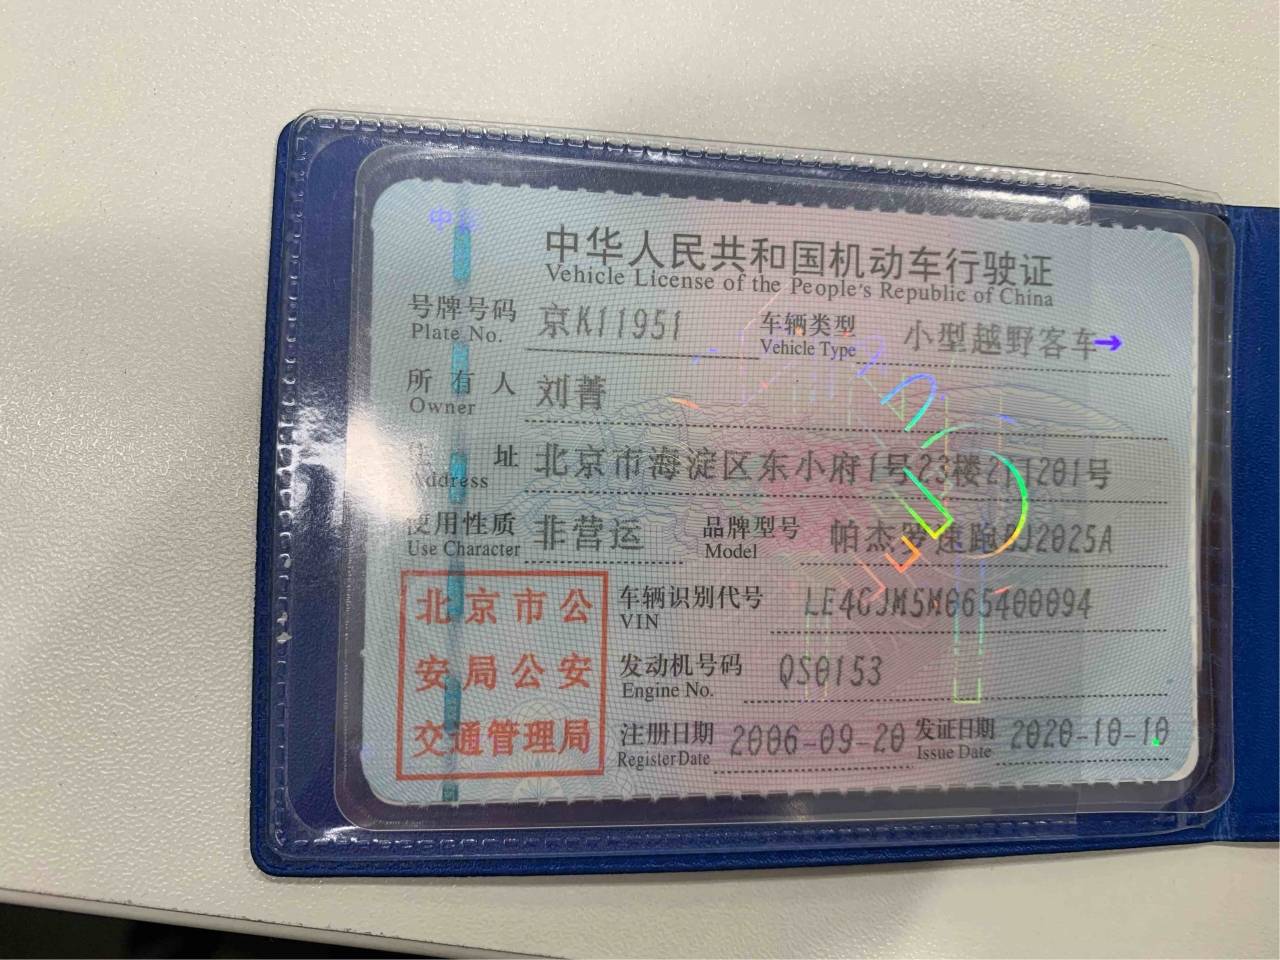 中华人民共和国机动车行驶证
Vehicle License of the People's Republic of China
号牌号码 京K11951 车辆类型 小型越野客车
Plate No. Vehicle Type
所有人 刘菁
Owner
住址 北京市海淀区东小府1号23楼2门201号
Address
使用性质 非营运 品牌型号 帕杰罗速跑BJ2025A
Use Character Model
北京市公
安局公安
交通管理局
车辆识别代号 LE4GJM5M065400094
VIN
发动机号码 QS0153
Engine No.
注册日期 2006-09-20 发证日期 2020-10-10
Register Date Issue Date